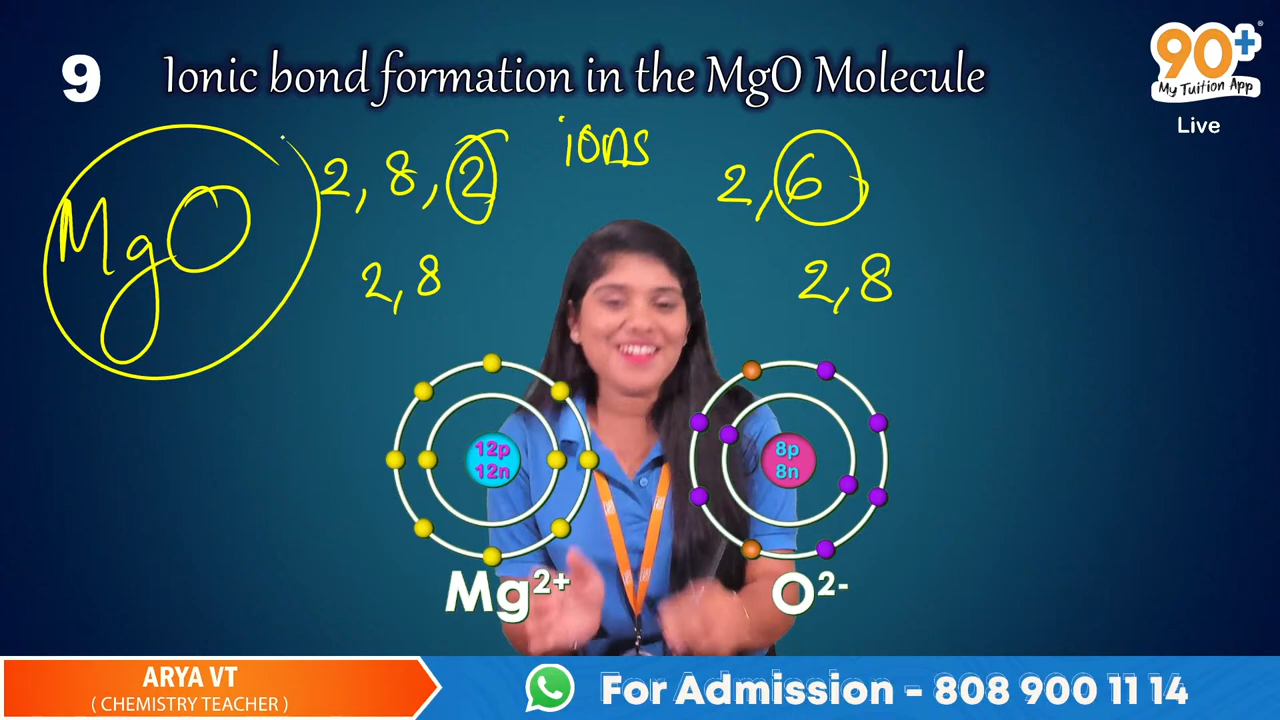 9
Ionic bond formation in the MgO Molecule
90+
My Tuition App
Live
MgO
2, 8, 2
ions
2, 6
2, 8
2, 8
12p
12n
8p
8n
Mg2+
O2-
ARYA VT
( CHEMISTRY TEACHER )
For Admission - 808 900 11 14